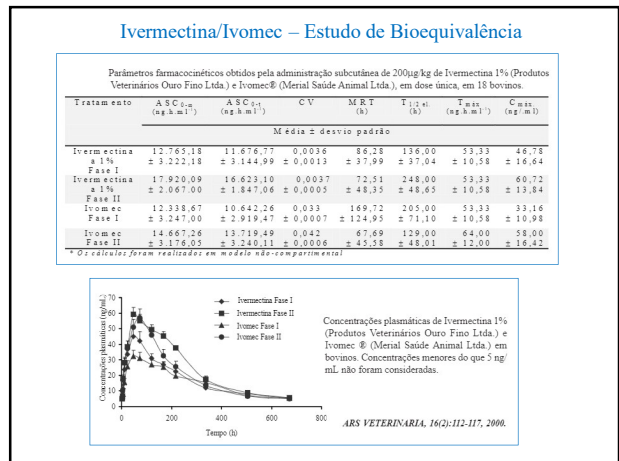 Ivermectina/Ivomec – Estudo de Bioequivalência
Parâmetros farmacocinéticos obtidos pela administração subcutânea de 200µg/kg de Ivermectina 1% (Produtos
Veterinários Ouro Fino Ltda.) e Ivomec® (Merial Saúde Animal Ltda.), em dose única, em 18 bovinos.
Tratamento ASC0-∞ ASC0-t CV MRT T1/2 el. Tmáx Cmáx.
(ng.h.ml-1) (ng.h.ml-1) (h) (h) (ng.h.ml-1) (ng/.ml)
Média ± desvio padrão
Ivermectina 12.765,18 11.676,77 0,0036 86,28 136,00 53,33 46,78
a 1% ± 3.222,18 ± 3.144,99 ± 0,0013 ± 37,99 ± 37,04 ± 10,58 ± 16,64
Fase I
Ivermectina 17.920,09 16.623,10 0,0037 72,51 248,00 53,33 60,72
a 1% ± 2.067.00 ± 1.847,06 ± 0,0005 ± 48,35 ± 48,65 ± 10,58 ± 13,84
Fase II
Ivomec 12.338,67 10.642,26 0,033 169,72 205,00 53,33 33,16
Fase I ± 3.247,00 ± 2.919,47 ± 0,0007 ± 124,95 ± 71,10 ± 10,58 ± 10,98
Ivomec 14.667,26 13.719,49 0,042 67,69 129,00 64,00 58,00
Fase II ± 3.176,05 ± 3.240,11 ± 0,0006 ± 45,58 ± 48,01 ± 12,00 ± 16,42
* Os cálculos foram realizados em modelo não-compartimental
Concentrações plasmáticas (ng/mL)
70
60
50
40
30
20
10
0
0 200 400 600 800
Tempo (h)
Ivermectina Fase I
Ivermectina Fase II
Ivomec Fase I
Ivomec Fase II
Concentrações plasmáticas de Ivermectina 1%
(Produtos Veterinários Ouro Fino Ltda.) e
Ivomec ® (Merial Saúde Animal Ltda.) em
bovinos. Concentrações menores do que 5 ng/
mL não foram consideradas.
ARS VETERINARIA, 16(2):112-117, 2000.